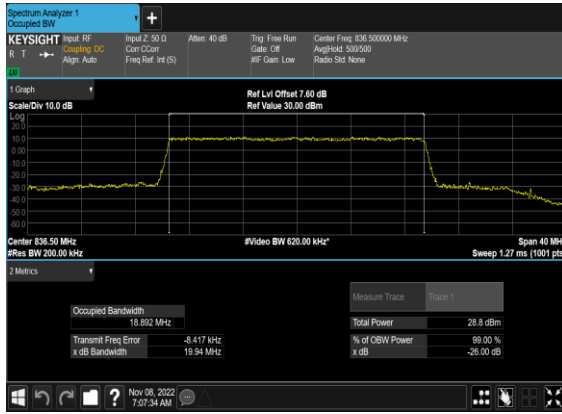 Spectrum Analyzer 1
Occupied BW
+
KEYSIGHT Input: RF Input Z: 50 Ω Atten: 40 dB Trig: Free Run Center Freq: 836.500000 MHz
R T Coupling: DC Corr CCorr Gate: Off Avg|Hold: 500/500
Align: Auto Freq Ref: Int (S) #IF Gain: Low Radio Std: None
LW
1 Graph Ref Lvl Offset 7.60 dB
Scale/Div 10.0 dB Ref Value 30.00 dBm
Log
20.0
10.0
0.00
-10.0
-20.0
-30.0
-40.0
-50.0
-60.0
Center 836.50 MHz #Video BW 620.00 kHz* Span 40 MH
#Res BW 200.00 kHz Sweep 1.27 ms (1001 pts
2 Metrics
Measure Trace Trace 1
Occupied Bandwidth
18.892 MHz Total Power 28.8 dBm
Transmit Freq Error -8.417 kHz % of OBW Power 99.00 %
x dB Bandwidth 19.94 MHz x dB -26.00 dB
? Nov 08, 2022
7:07:34 AM